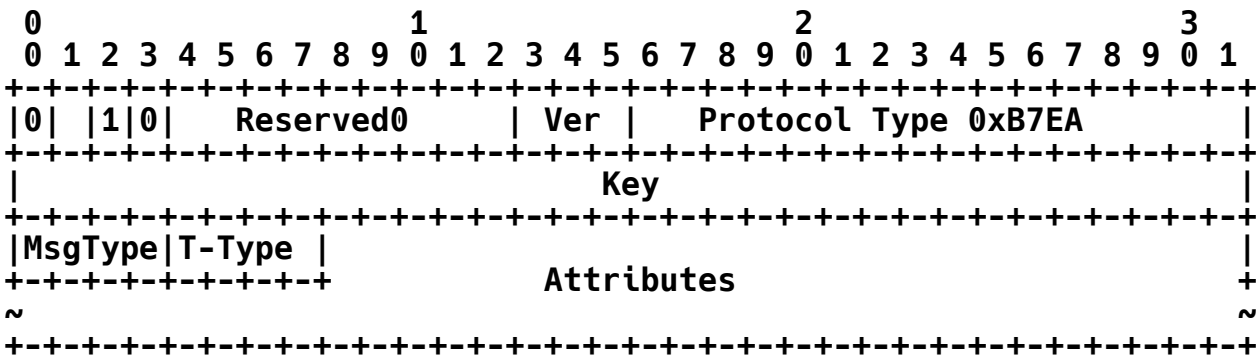 0                   1                   2                   3
 0 1 2 3 4 5 6 7 8 9 0 1 2 3 4 5 6 7 8 9 0 1 2 3 4 5 6 7 8 9 0 1
+-+-+-+-+-+-+-+-+-+-+-+-+-+-+-+-+-+-+-+-+-+-+-+-+-+-+-+-+-+-+-+-+
|0| |1|0|   Reserved0     | Ver |   Protocol Type 0xB7EA        |
+-+-+-+-+-+-+-+-+-+-+-+-+-+-+-+-+-+-+-+-+-+-+-+-+-+-+-+-+-+-+-+-+
|                              Key                              |
+-+-+-+-+-+-+-+-+-+-+-+-+-+-+-+-+-+-+-+-+-+-+-+-+-+-+-+-+-+-+-+-+
|MsgType|T-Type |                                               |
+-+-+-+-+-+-+-+-+           Attributes                          +
~                                                               ~
+-+-+-+-+-+-+-+-+-+-+-+-+-+-+-+-+-+-+-+-+-+-+-+-+-+-+-+-+-+-+-+-+